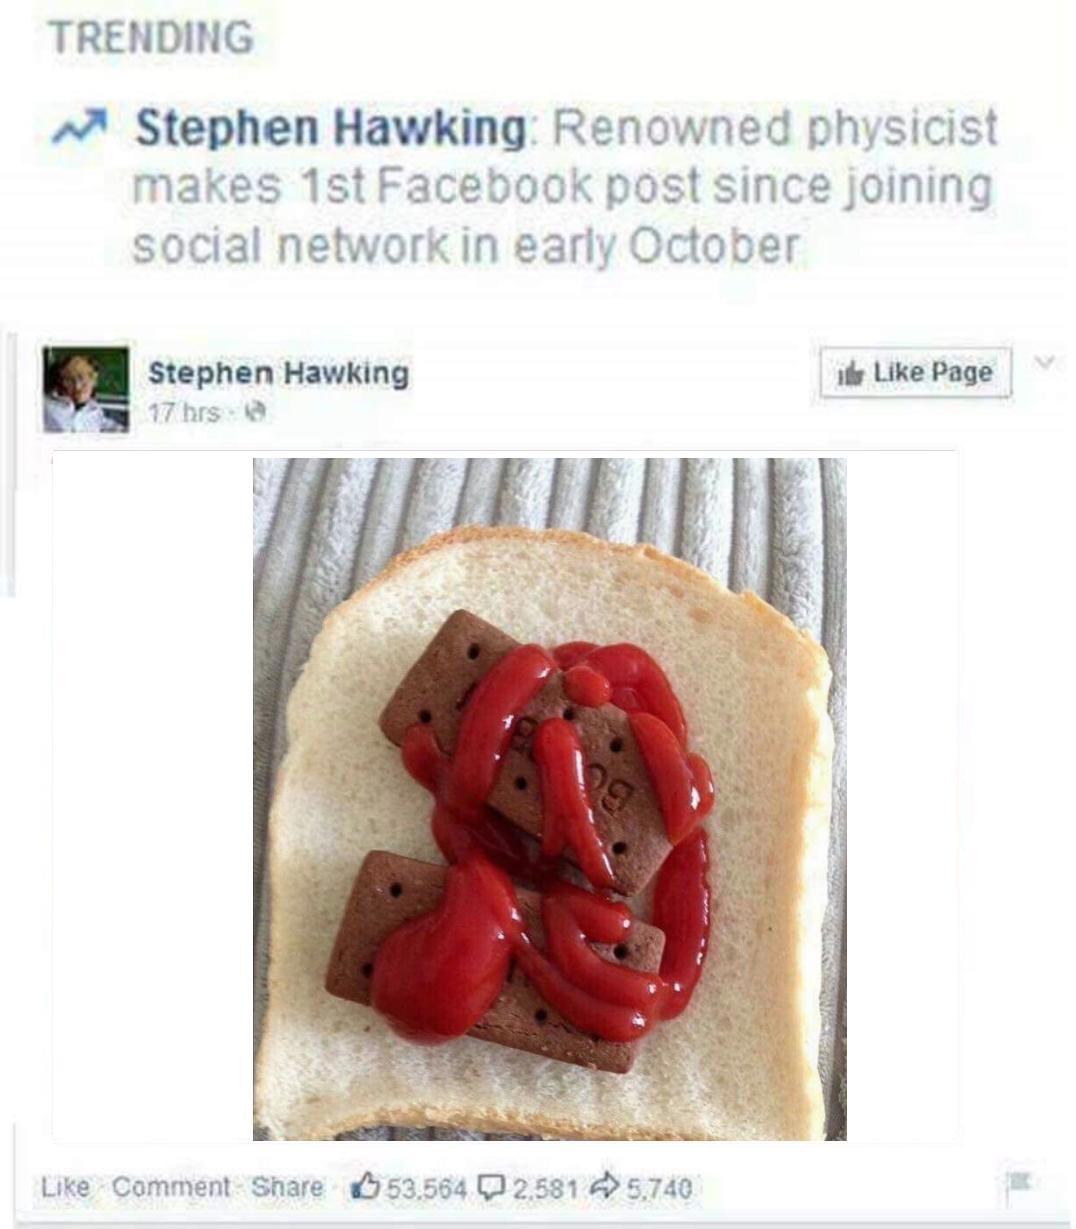 TRENDING
Stephen Hawking: Renowned physicist
makes 1st Facebook post since joining
social network in early October
Stephen Hawking
17 hrs ·
Like Page
Like · Comment · Share · 53,564 2,581 5,740